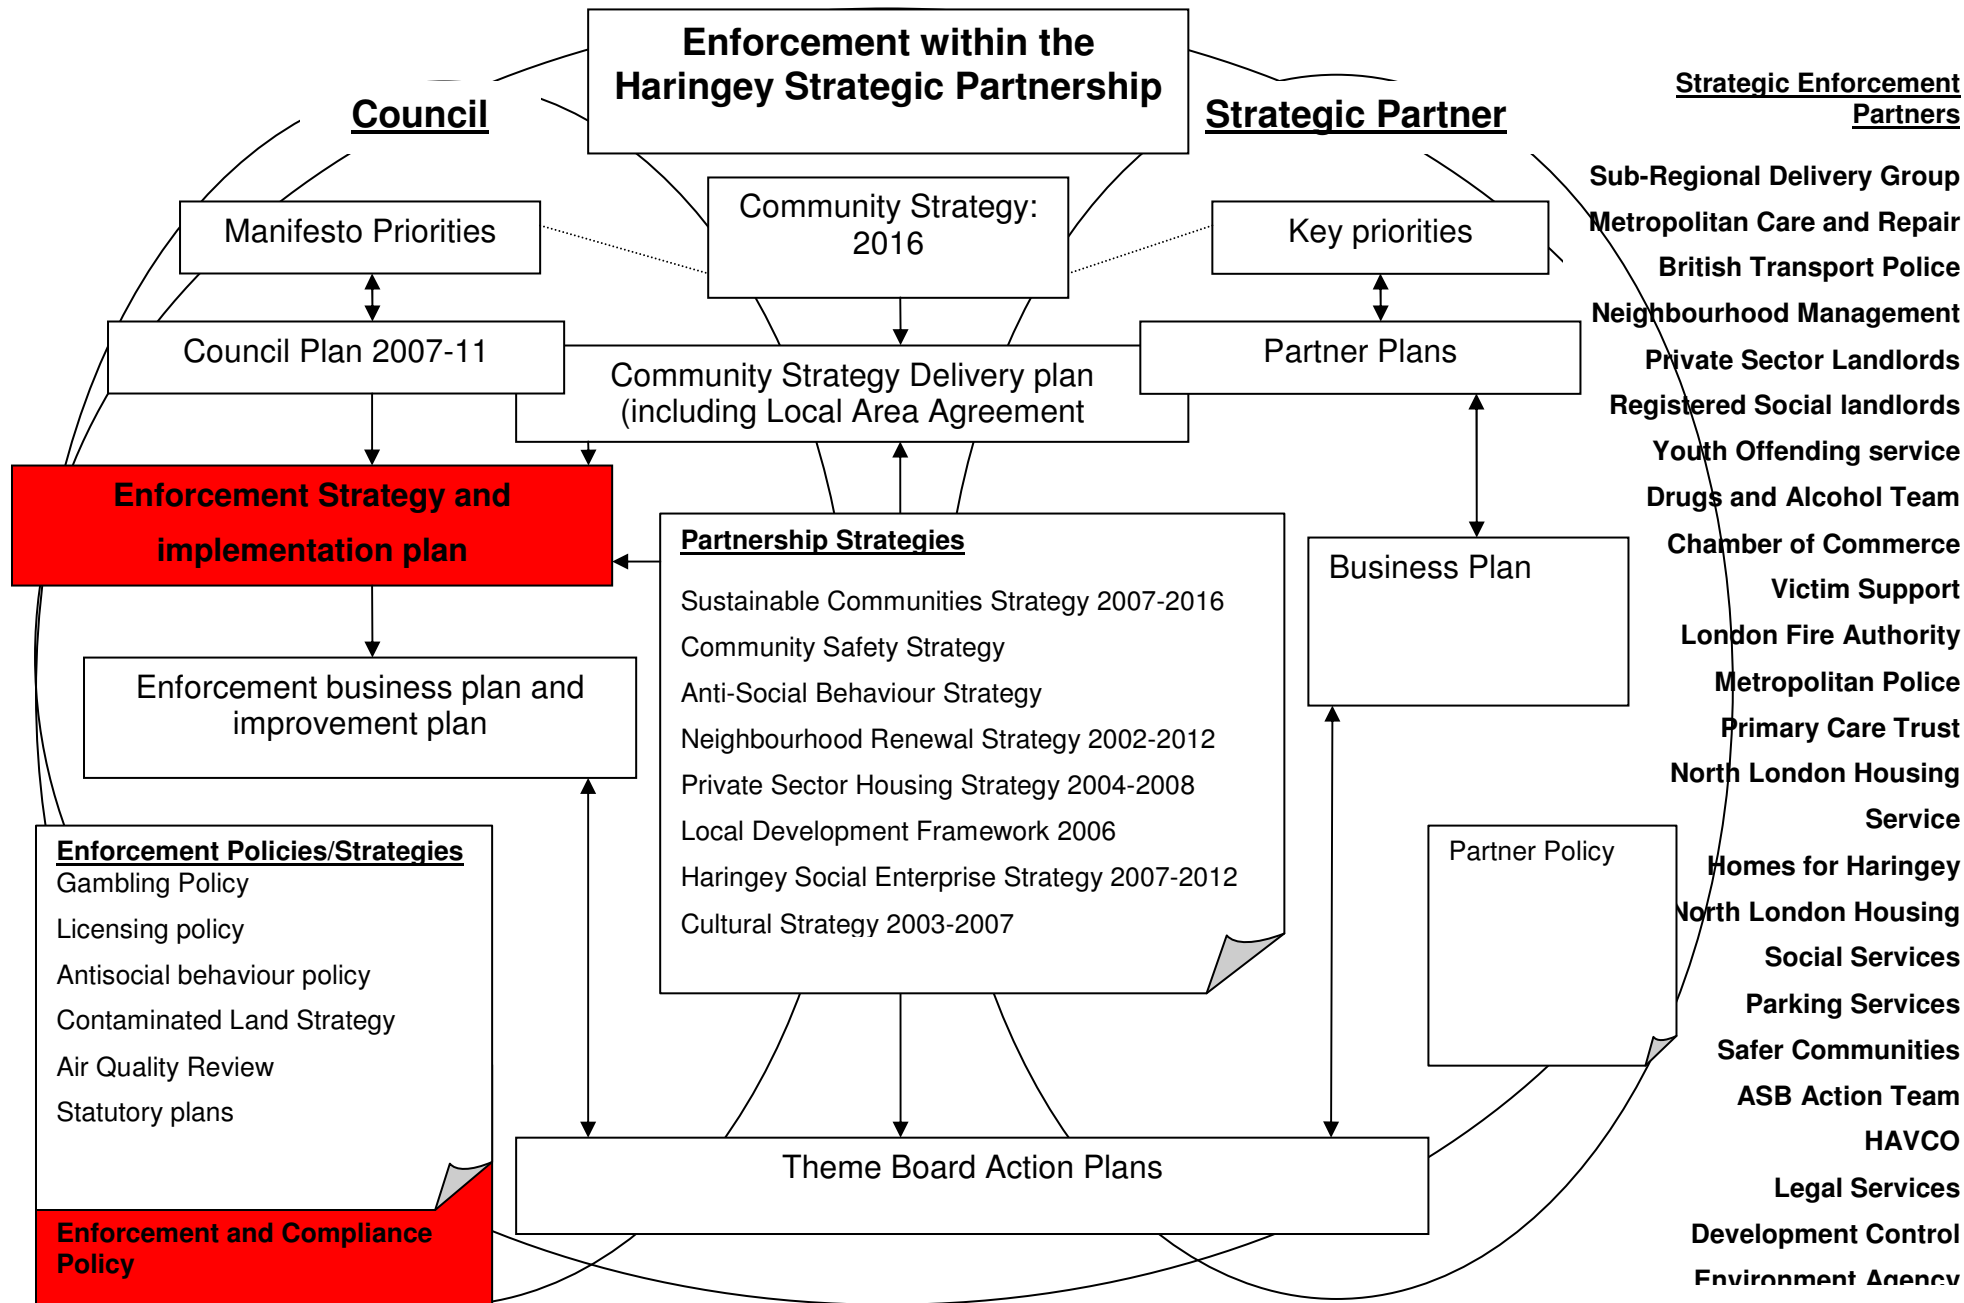 Enforcement within the
Haringey Strategic Partnership
Council
Strategic Partner
Manifesto Priorities
Community Strategy:
2016
Key priorities
Council Plan 2007-11
Community Strategy Delivery plan
(including Local Area Agreement
Partner Plans
Enforcement Strategy and
implementation plan
Partnership Strategies
Sustainable Communities Strategy 2007-2016
Community Safety Strategy
Anti-Social Behaviour Strategy
Neighbourhood Renewal Strategy 2002-2012
Private Sector Housing Strategy 2004-2008
Local Development Framework 2006
Haringey Social Enterprise Strategy 2007-2012
Cultural Strategy 2003-2007
Business Plan
Enforcement business plan and
improvement plan
Enforcement Policies/Strategies
Gambling Policy
Licensing policy
Antisocial behaviour policy
Contaminated Land Strategy
Air Quality Review
Statutory plans
Enforcement and Compliance
Policy
Partner Policy
Theme Board Action Plans
Strategic Enforcement
Partners
Sub-Regional Delivery Group
Metropolitan Care and Repair
British Transport Police
Neighbourhood Management
Private Sector Landlords
Registered Social landlords
Youth Offending service
Drugs and Alcohol Team
Chamber of Commerce
Victim Support
London Fire Authority
Metropolitan Police
Primary Care Trust
North London Housing
Service
Homes for Haringey
North London Housing
Social Services
Parking Services
Safer Communities
ASB Action Team
HAVCO
Legal Services
Development Control
Environment Agency